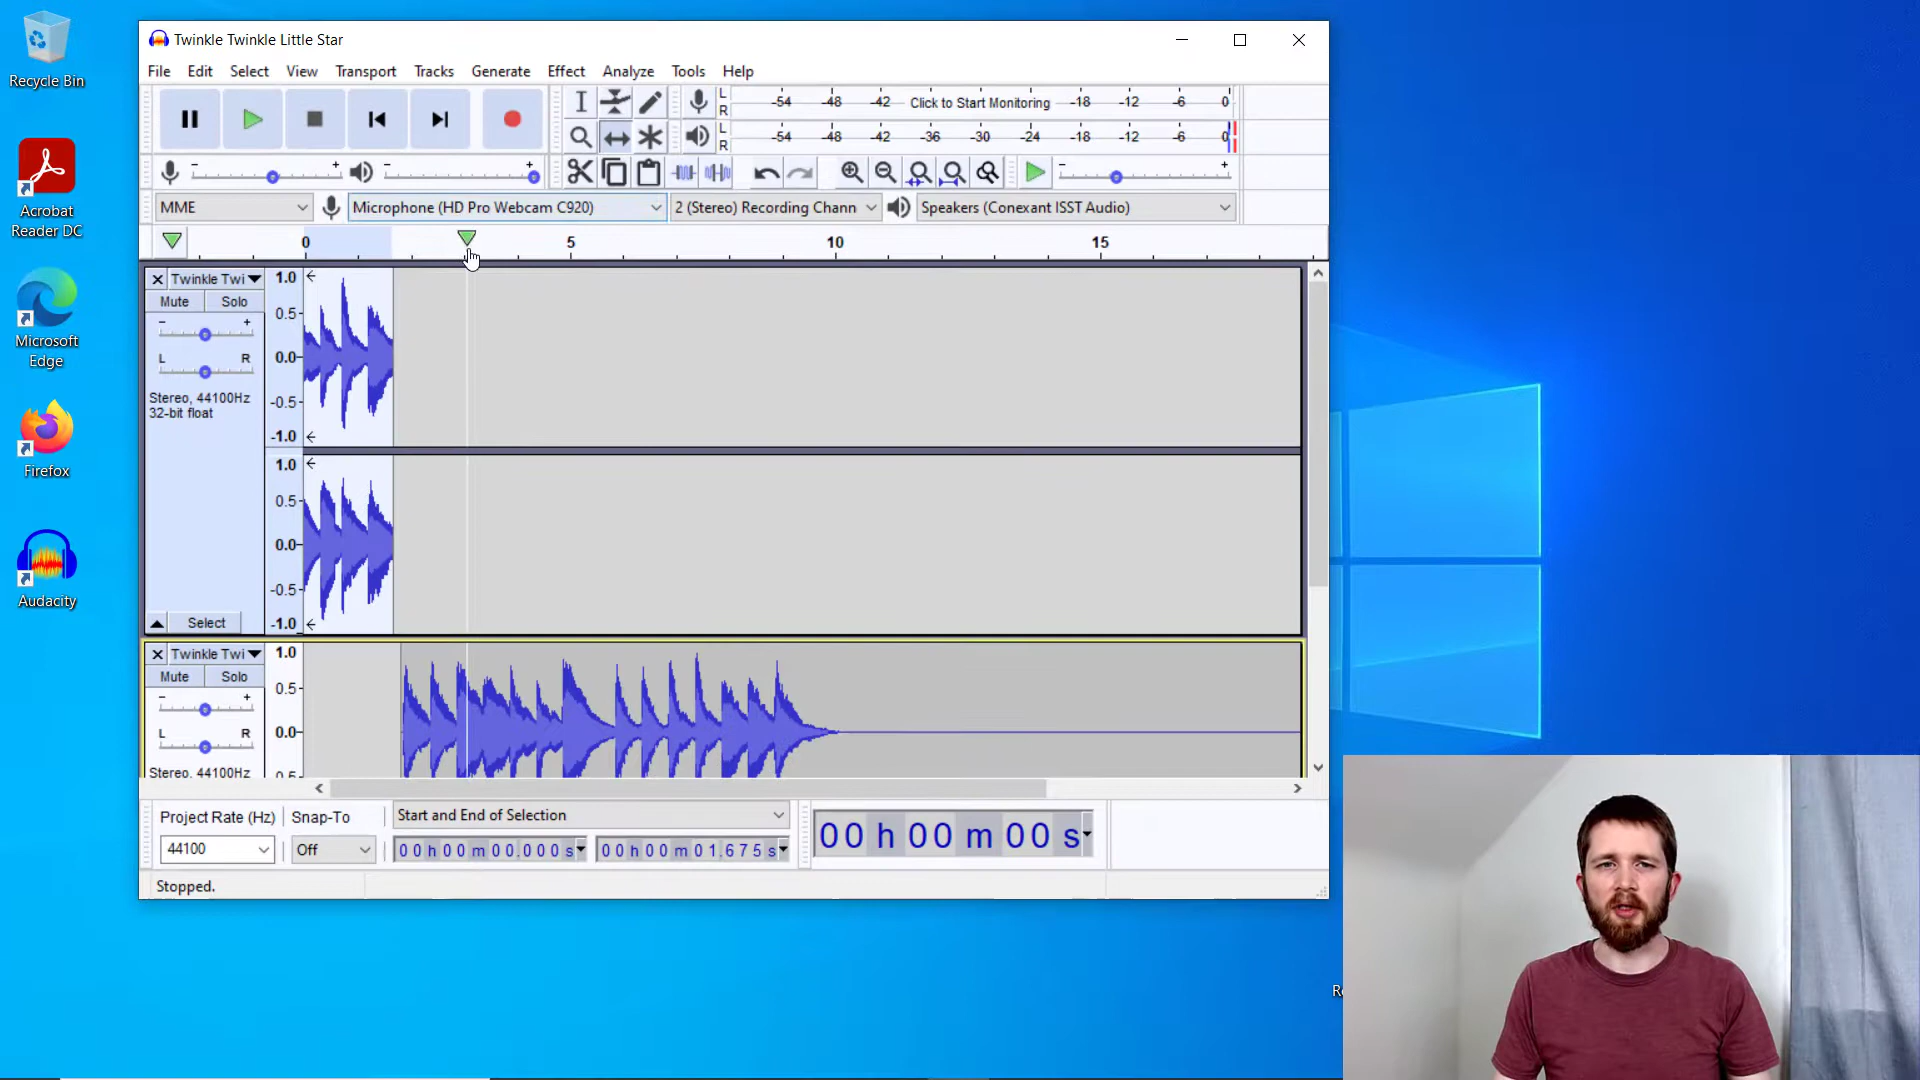 Recycle Bin
Acrobat
Reader DC
Microsoft
Edge
Firefox
Audacity
Twinkle Twinkle Little Star
File Edit Select View Transport Tracks Generate Effect Analyze Tools Help
L
R
-54 -48 -42 Click to Start Monitoring -18 -12 -6 0
L
R
-54 -48 -42 -36 -30 -24 -18 -12 -6 0
- + - + - +
MME Microphone (HD Pro Webcam C920) 2 (Stereo) Recording Chann Speakers (Conexant ISST Audio)
0 5 10 15
Twinkle Twi
Mute Solo
- +
L R
Stereo, 44100Hz
32-bit float
Select
1.0
0.5
0.0
-0.5
-1.0
1.0
0.5
0.0
-0.5
-1.0
Twinkle Twi
Mute Solo
- +
L R
Stereo, 44100Hz
1.0
0.5
0.0
Project Rate (Hz) Snap-To Start and End of Selection
44100 Off 00 h 00 m 00.000 s 00 h 00 m 01.675 s
00 h 00 m 00 s
Stopped.